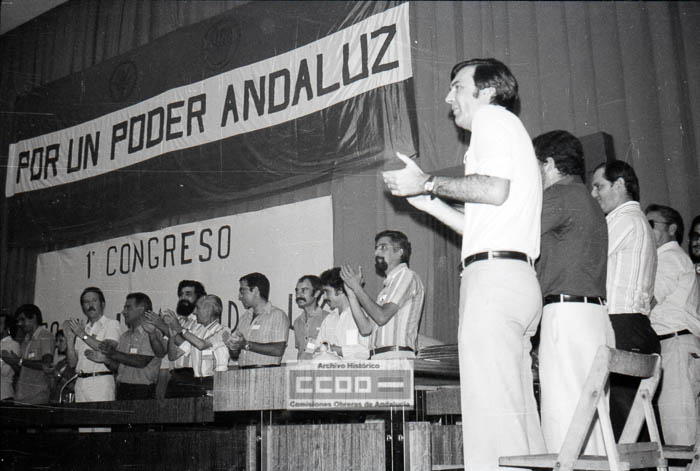 POR UN PODER ANDALUZ
1º CONGRESO
Archivo Histórico
CCOO
Comisiones Obreras de Andalucía